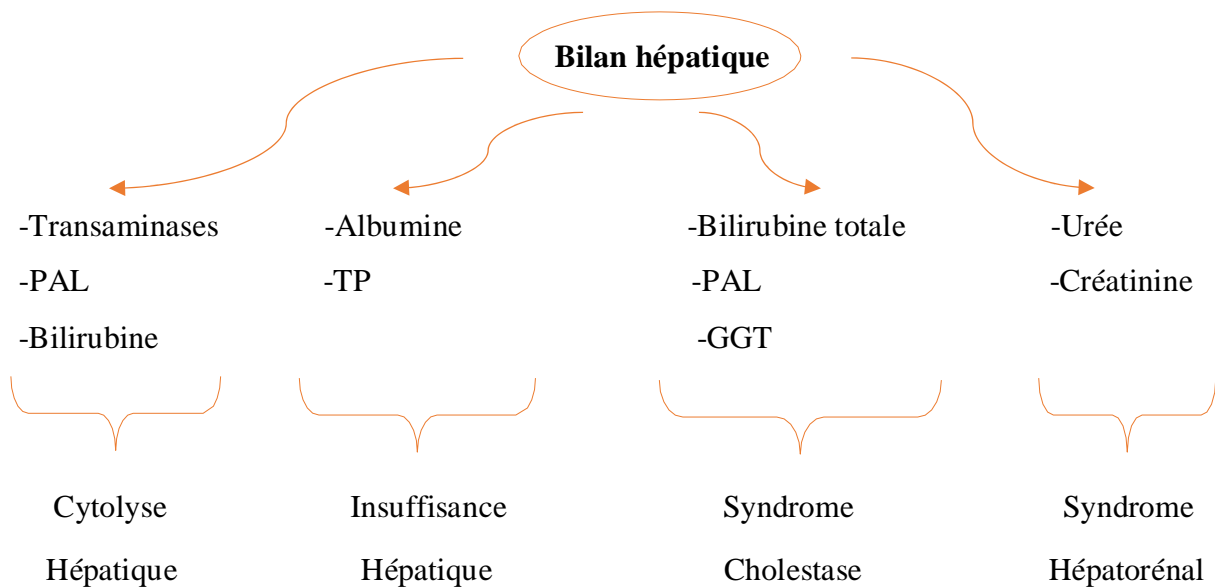 Bilan hépatique
-Transaminases
-PAL
-Bilirubine
Cytolyse
Hépatique
-Albumine
-TP
Insuffisance
Hépatique
-Bilirubine totale
-PAL
-GGT
Syndrome
Cholestase
-Urée
-Créatinine
Syndrome
Hépatorénal